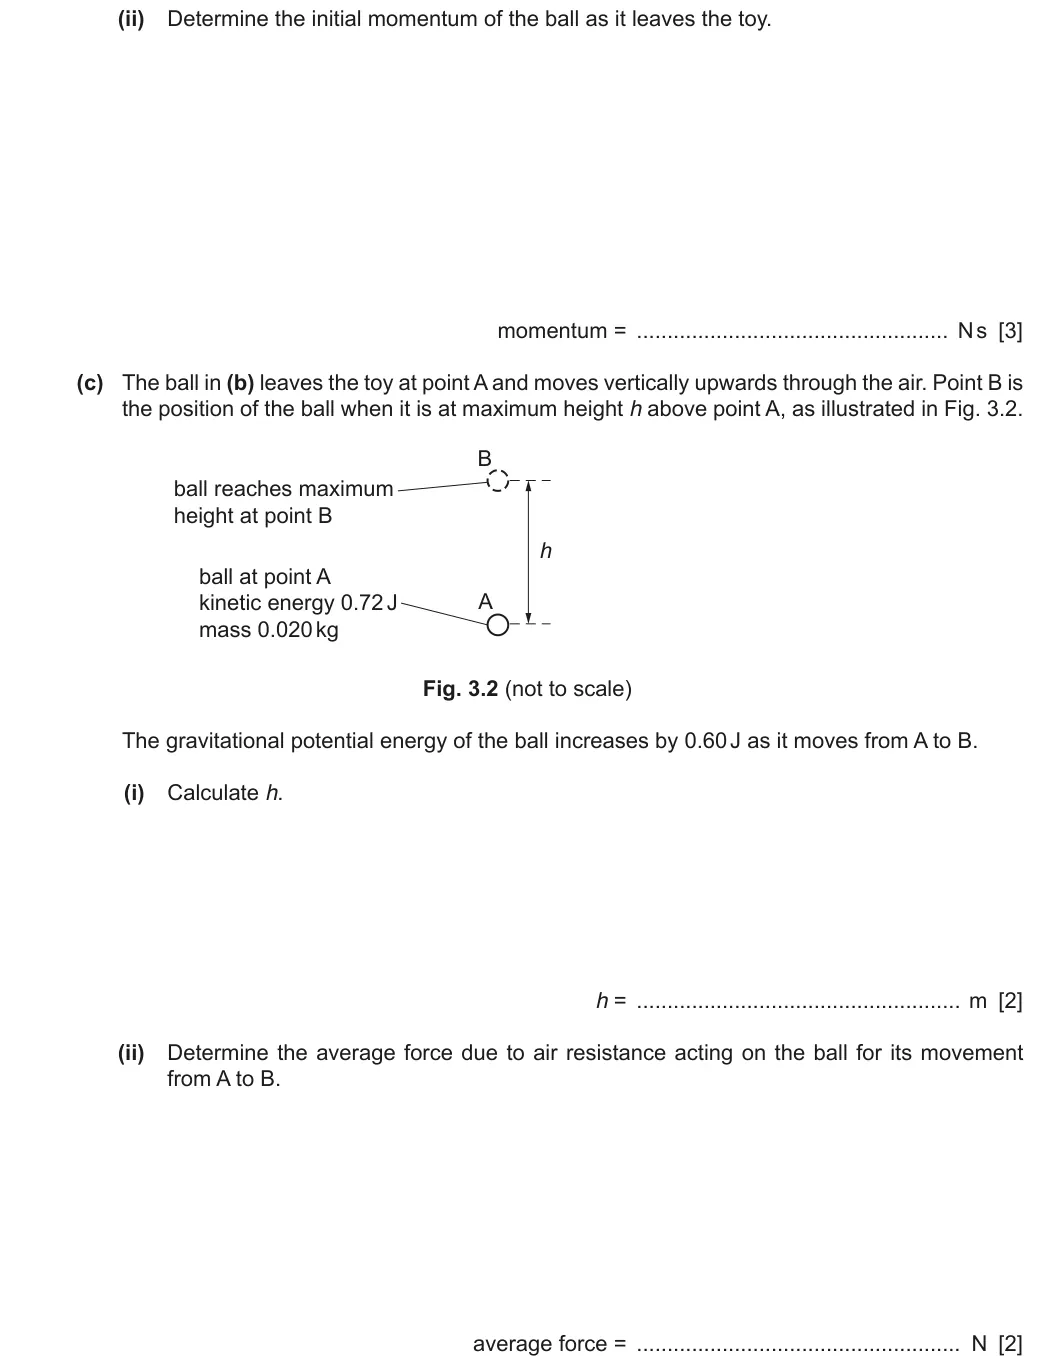 (ii) Determine the initial momentum of the ball as it leaves the toy.
momentum = ................................................... N s [3]
(c) The ball in (b) leaves the toy at point A and moves vertically upwards through the air. Point B is
the position of the ball when it is at maximum height h above point A, as illustrated in Fig. 3.2.
B
ball reaches maximum
height at point B
h
ball at point A
kinetic energy 0.72 J
mass 0.020 kg
A
Fig. 3.2 (not to scale)
The gravitational potential energy of the ball increases by 0.60 J as it moves from A to B.
(i) Calculate h.
h = ..................................................... m [2]
(ii) Determine the average force due to air resistance acting on the ball for its movement
from A to B.
average force = ..................................................... N [2]